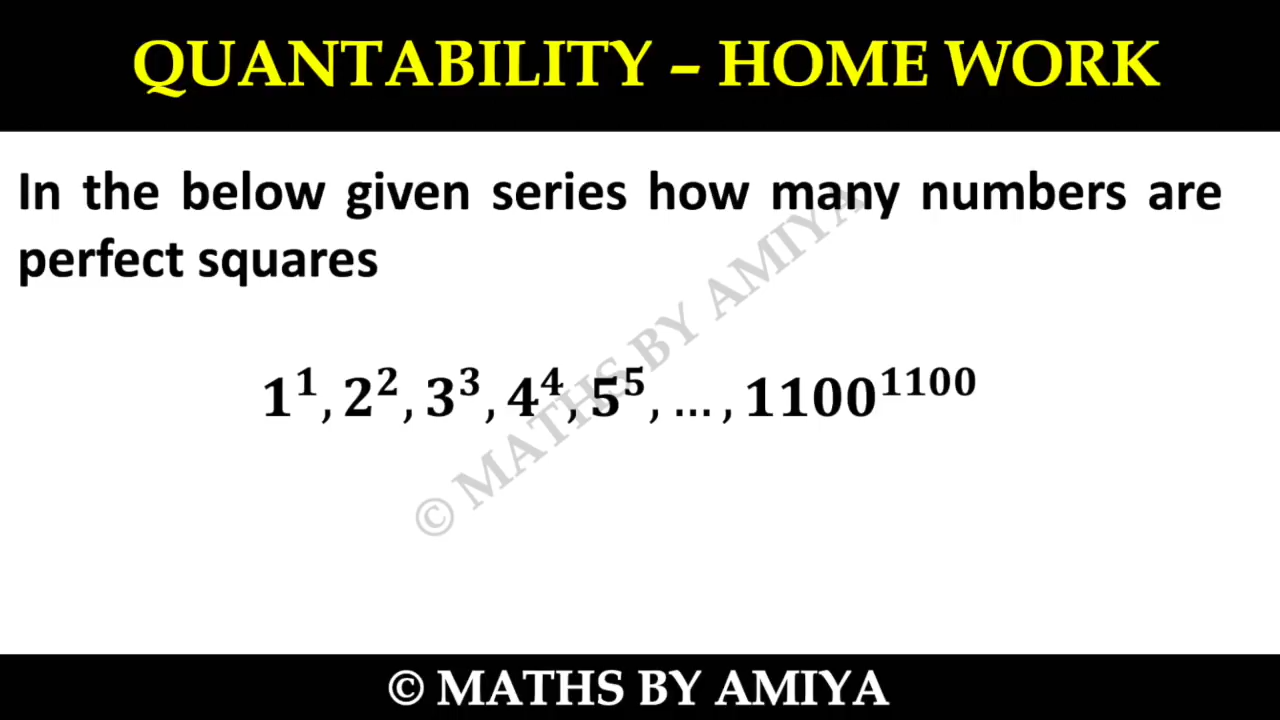 QUANTABILITY – HOME WORK
In the below given series how many numbers are
perfect squares
1¹, 2², 3³, 4⁴, 5⁵, ... , 1100¹¹⁰⁰
© MATHS BY AMIYA
© MATHS BY AMIYA